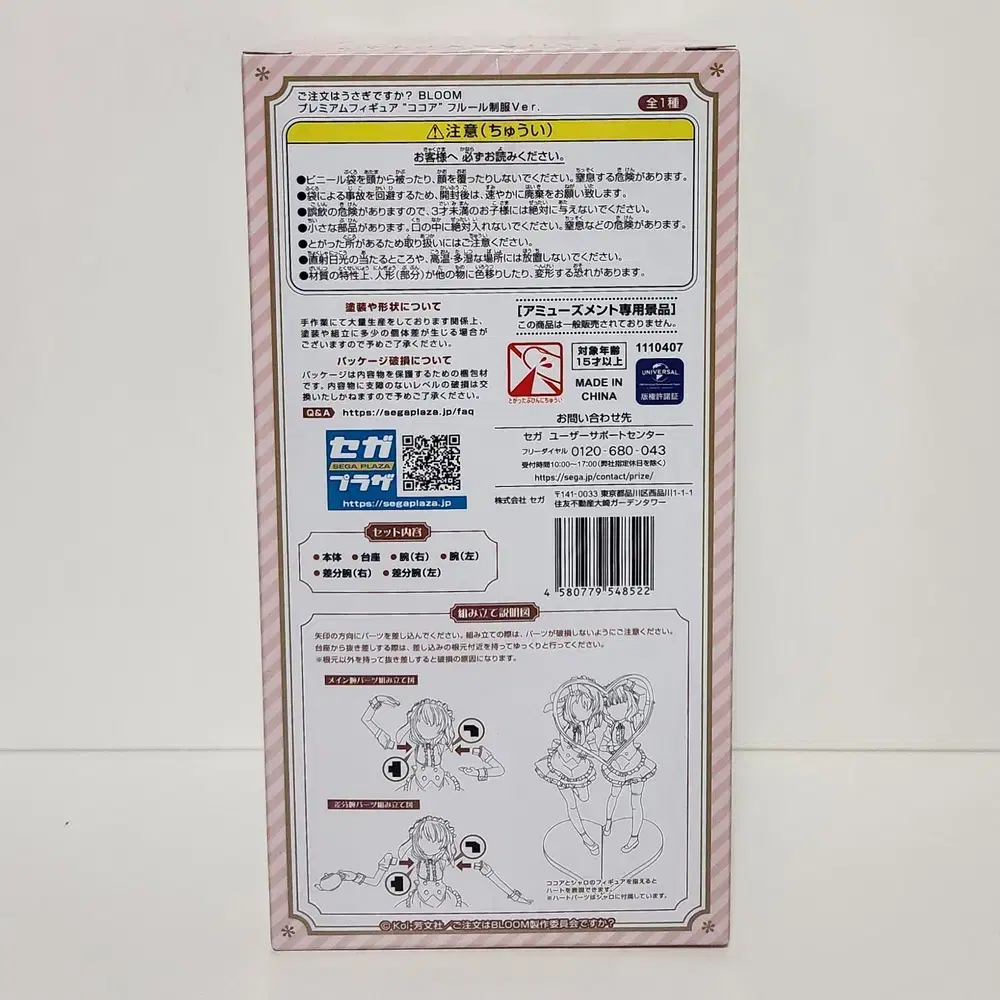 ご注文はうさぎですか? BLOOM
プレミアムフィギュア"ココア"フルール制服Ver.
全1種
⚠注意(ちゅうい)
お客様へ 必ずお読みください。
●ビニール袋を頭から被ったり、顔を覆ったりしないでください。窒息する危険があります。
●袋による事故を回避するため、開封後は、速やかに廃棄をお願い致します。
●誤飲の危険がありますので、3才未満のお子様には絶対に与えないでください。
●小さな部品があります。口の中に絶対入れないでください。窒息などの危険があります。
●とがった所があるため取り扱いにはご注意ください。
●直射日光の当たるところや、高温・多湿な場所には放置しないでください。
●材質の特性上、人形(部分)が他の物に色移りしたり、変形する恐れがあります。
塗装や形状について
手作業にて大量生産をしております関係上、
塗装や組立に多少の個体差が生じる場合が
ございますので予めご了承ください。
パッケージ破損について
パッケージは内容物を保護するための梱包材
です。内容物に支障のないレベルの破損は交
換いたしかねますので予めご了承ください。
Q&A https://segaplaza.jp/faq
セガ
SEGA PLAZA
プラザ
https://segaplaza.jp
[アミューズメント専用景品]
この商品は一般販売されておりません。
とがったぶひんにちゅうい
対象年齢
15才以上
MADE IN
CHINA
1110407
UNIVERSAL
版権許諾証
お問い合わせ先
セガ ユーザーサポートセンター
フリーダイヤル 0120-680-043
受付時間10:00~17:00(弊社指定休日を除く)
https://sega.jp/contact/prize/
株式会社 セガ
〒141-0033 東京都品川区西品川1-1-1
住友不動産大崎ガーデンタワー
4 580779 548522
セット内容
●本体 ●台座 ●腕(右) ●腕(左)
●差分腕(右) ●差分腕(左)
組み立て説明図
矢印の方向にパーツを差し込んでください。組み立ての際は、パーツが破損しないようにご注意ください。
台座から抜き差しする際は、差し込みの根元付近を持ってゆっくりと行ってください。
※根元以外を持って抜き差しすると破損の原因になります。
メイン腕パーツ組み立て図
差分腕パーツ組み立て図
ココアとシャロのフィギュアを揃えると
ハートを表現できます。
※ハートパーツはシャロに付属しています。
©Koi・芳文社/ご注文はBLOOM製作委員会ですか?